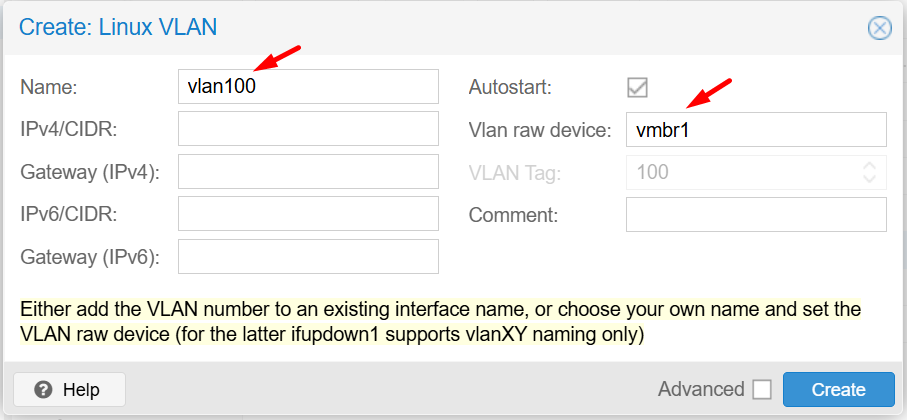 Create: Linux VLAN
Name: vlan100 Autostart:
IPv4/CIDR: Vlan raw device: vmbr1
Gateway (IPv4): VLAN Tag: 100
IPv6/CIDR: Comment:
Gateway (IPv6):
Either add the VLAN number to an existing interface name, or choose your own name and set the
VLAN raw device (for the latter ifupdown1 supports vlanXY naming only)
? Help Advanced Create